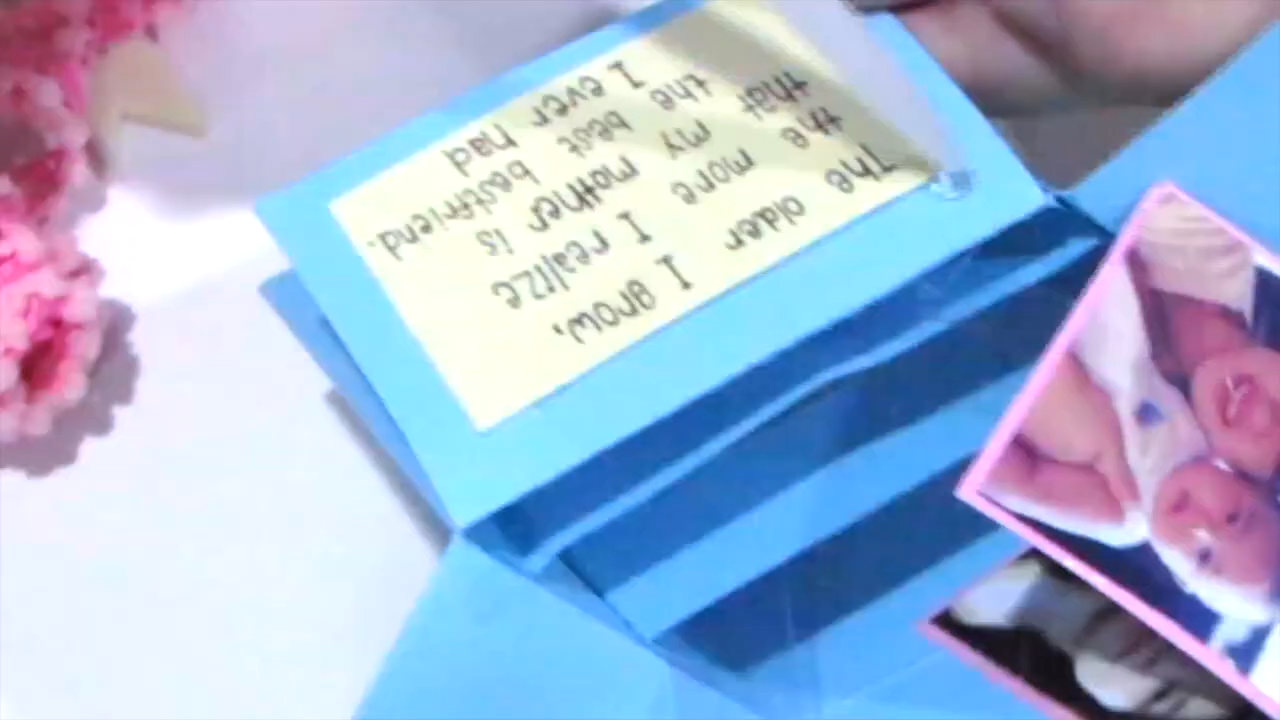 The older I grow,
the more I realize
that my mother is
the best bestfriend.
I ever had